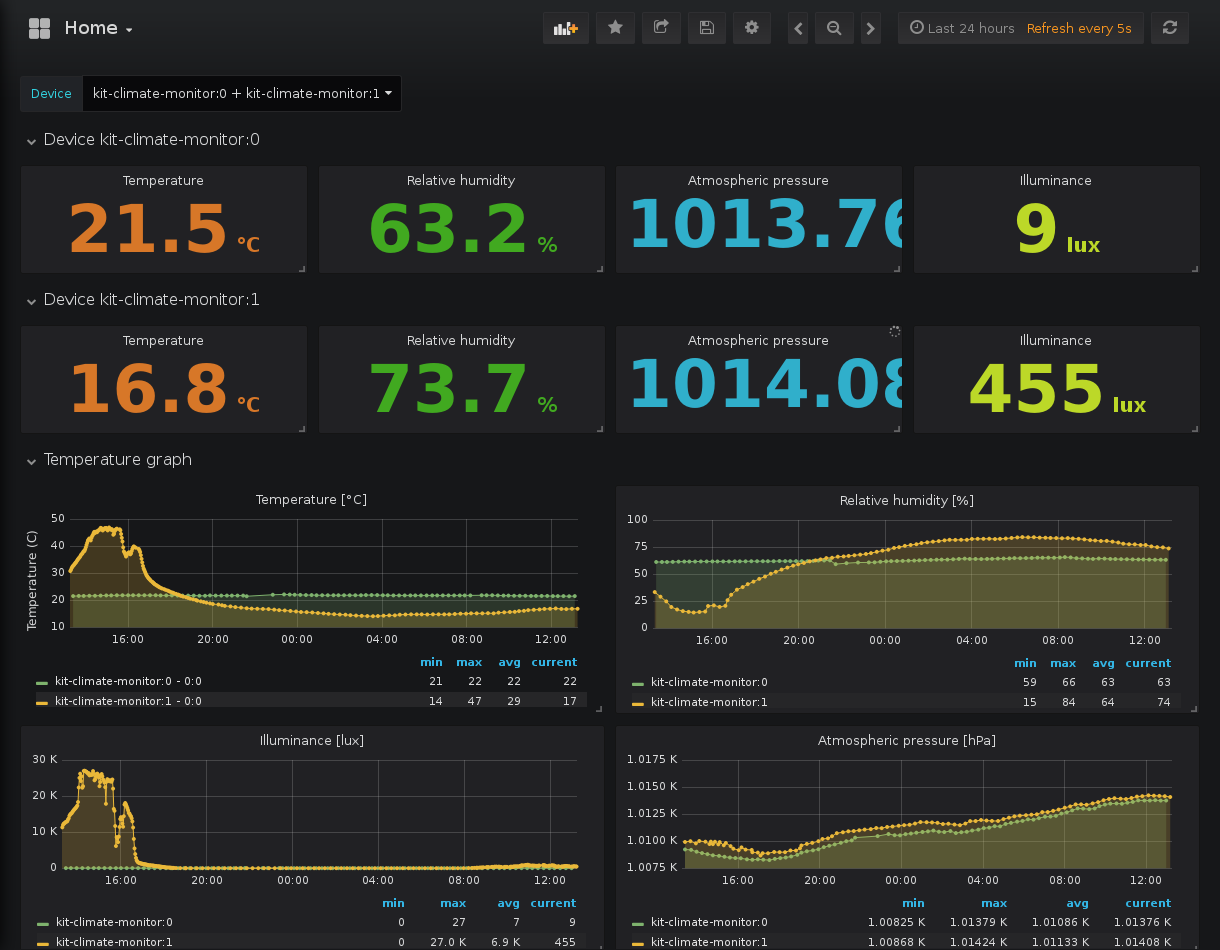 Home
Last 24 hours Refresh every 5s
Device kit-climate-monitor:0 + kit-climate-monitor:1
Device kit-climate-monitor:0
Temperature Relative humidity Atmospheric pressure Illuminance
21.5 °C 63.2 % 1013.76 9 lux
Device kit-climate-monitor:1
Temperature Relative humidity Atmospheric pressure Illuminance
16.8 °C 73.7 % 1014.08 455 lux
Temperature graph
Temperature [°C]
Temperature (C)
50
40
30
20
10
16:00 20:00 00:00 04:00 08:00 12:00
min max avg current
kit-climate-monitor:0 - 0:0 21 22 22 22
kit-climate-monitor:1 - 0:0 14 47 29 17
Relative humidity [%]
100
75
50
25
0
16:00 20:00 00:00 04:00 08:00 12:00
min max avg current
kit-climate-monitor:0 59 66 63 63
kit-climate-monitor:1 15 84 64 74
Illuminance [lux]
30 K
20 K
10 K
0
16:00 20:00 00:00 04:00 08:00 12:00
min max avg current
kit-climate-monitor:0 0 27 7 9
kit-climate-monitor:1 0 27.0 K 6.9 K 455
Atmospheric pressure [hPa]
1.0175 K
1.0150 K
1.0125 K
1.0100 K
1.0075 K
16:00 20:00 00:00 04:00 08:00 12:00
min max avg current
kit-climate-monitor:0 1.00825 K 1.01379 K 1.01086 K 1.01376 K
kit-climate-monitor:1 1.00868 K 1.01424 K 1.01133 K 1.01408 K